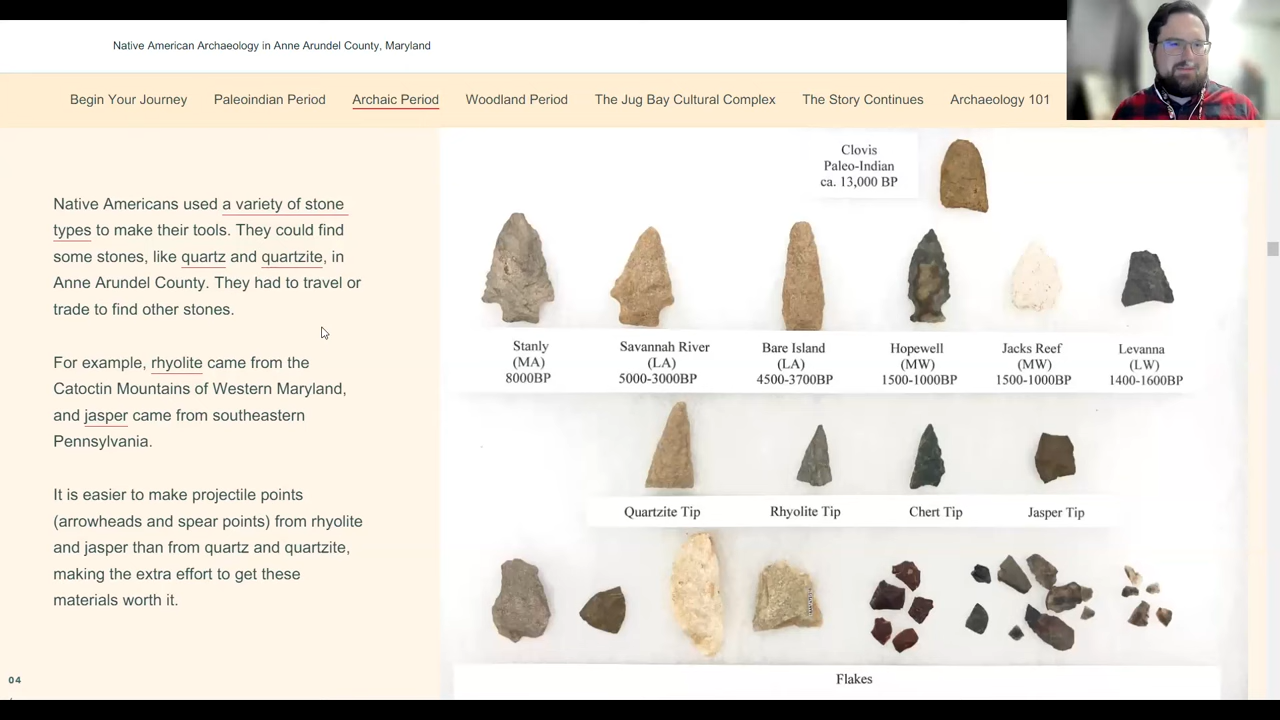 Native American Archaeology in Anne Arundel County, Maryland
Begin Your Journey Paleoindian Period Archaic Period Woodland Period The Jug Bay Cultural Complex The Story Continues Archaeology 101
Native Americans used a variety of stone
types to make their tools. They could find
some stones, like quartz and quartzite, in
Anne Arundel County. They had to travel or
trade to find other stones.
For example, rhyolite came from the
Catoctin Mountains of Western Maryland,
and jasper came from southeastern
Pennsylvania.
It is easier to make projectile points
(arrowheads and spear points) from rhyolite
and jasper than from quartz and quartzite,
making the extra effort to get these
materials worth it.
04
Clovis
Paleo-Indian
ca. 13,000 BP
Stanly
(MA)
8000BP
Savannah River
(LA)
5000-3000BP
Bare Island
(LA)
4500-3700BP
Hopewell
(MW)
1500-1000BP
Jacks Reef
(MW)
1500-1000BP
Levanna
(LW)
1400-1600BP
Quartzite Tip
Rhyolite Tip
Chert Tip
Jasper Tip
Flakes